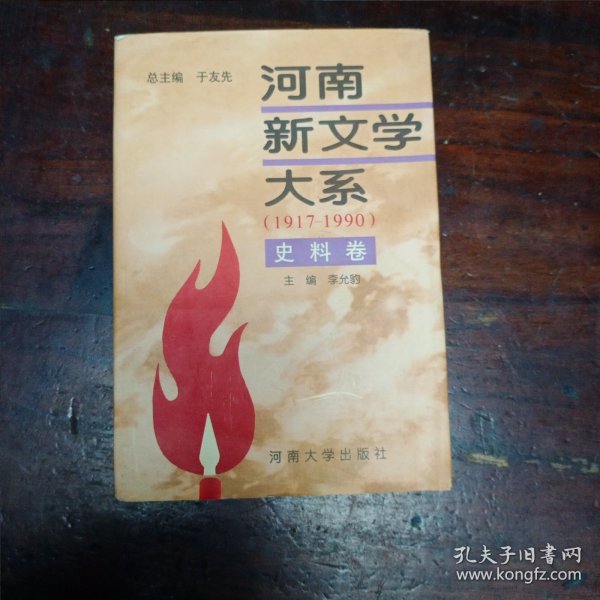 总主编 于友先
河南
新文学
大系
(1917-1990)
史料卷
主编 李允豹
河南大学出版社
孔夫子旧书网
www.kongfz.com